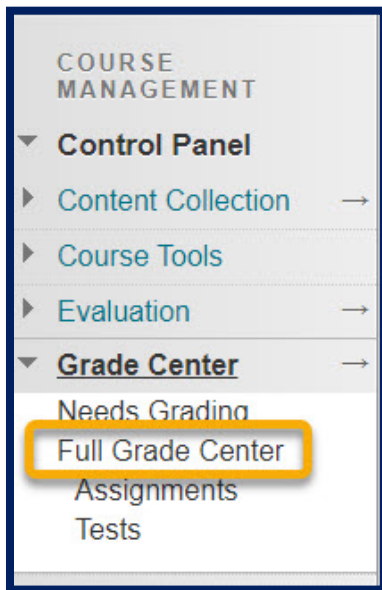 COURSE
MANAGEMENT
Control Panel
Content Collection
Course Tools
Evaluation
Grade Center
Needs Grading
Full Grade Center
Assignments
Tests